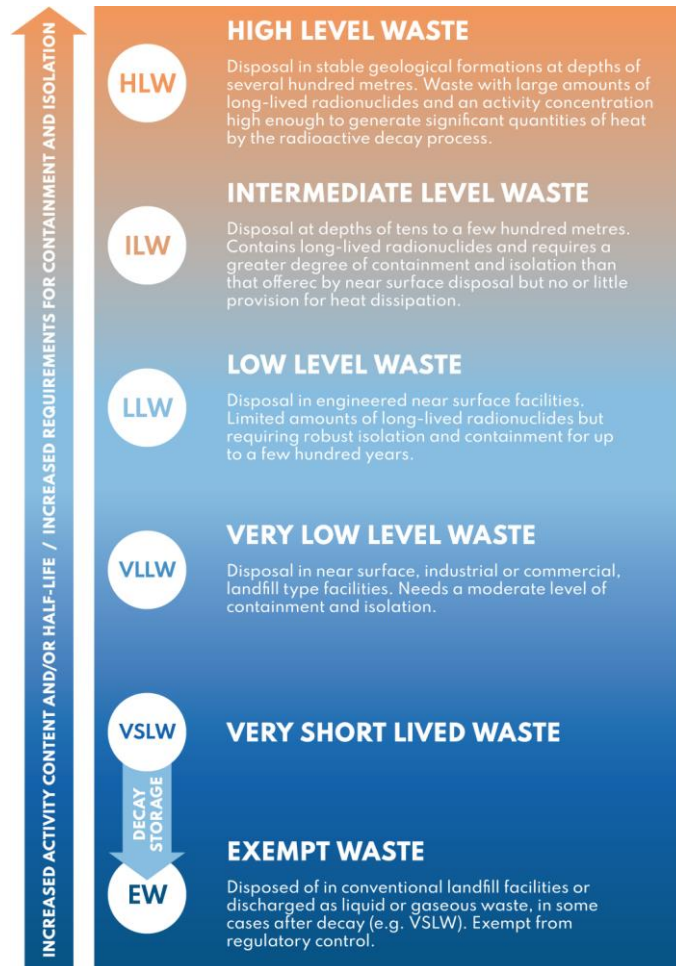 INCREASED ACTIVITY CONTENT AND/OR HALF-LIFE / INCREASED REQUIREMENTS FOR CONTAINMENT AND ISOLATION
HLW
HIGH LEVEL WASTE
Disposal in stable geological formations at depths of
several hundred metres. Waste with large amounts of
long-lived radionuclides and an activity concentration
high enough to generate significant quantities of heat
by the radioactive decay process.
ILW
INTERMEDIATE LEVEL WASTE
Disposal at depths of tens to a few hundred metres.
Contains long-lived radionuclides and requires a
greater degree of containment and isolation than
that offerec by near surface disposal but no or little
provision for heat dissipation.
LLW
LOW LEVEL WASTE
Disposal in engineered near surface facilities.
Limited amounts of long-lived radionuclides but
requiring robust isolation and containment for up
to a few hundred years.
VLLW
VERY LOW LEVEL WASTE
Disposal in near surface, industrial or commercial,
landfill type facilities. Needs a moderate level of
containment and isolation.
VSLW
VERY SHORT LIVED WASTE
DECAY
STORAGE
EW
EXEMPT WASTE
Disposed of in conventional landfill facilities or
discharged as liquid or gaseous waste, in some
cases after decay (e.g. VSLW). Exempt from
regulatory control.